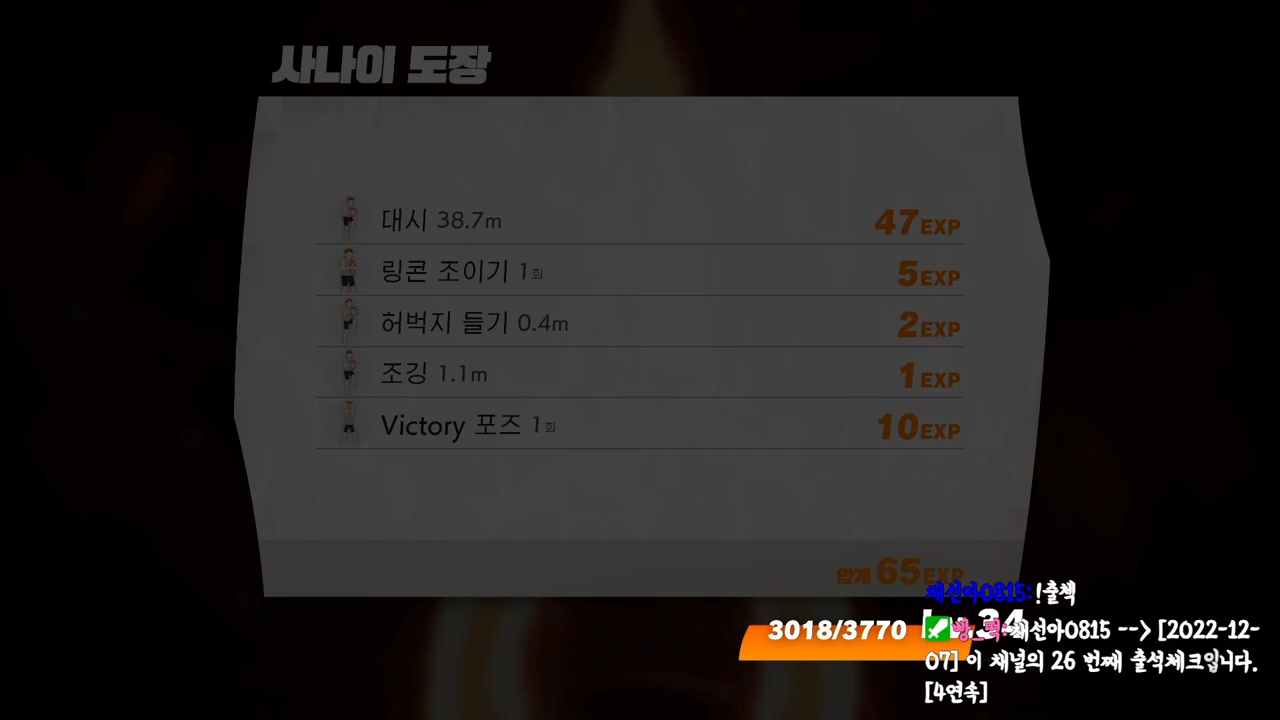 사나이 도장
대시 38.7m 47EXP
링콘 조이기 1회 5EXP
허벅지 들기 0.4m 2EXP
조깅 1.1m 1EXP
Victory 포즈 1회 10EXP
합계 65EXP
3018/3770
채선아0815: !출첵
채선아0815 --> [2022-12-
07] 이 채널의 26 번째 출석체크입니다.
[4연속]